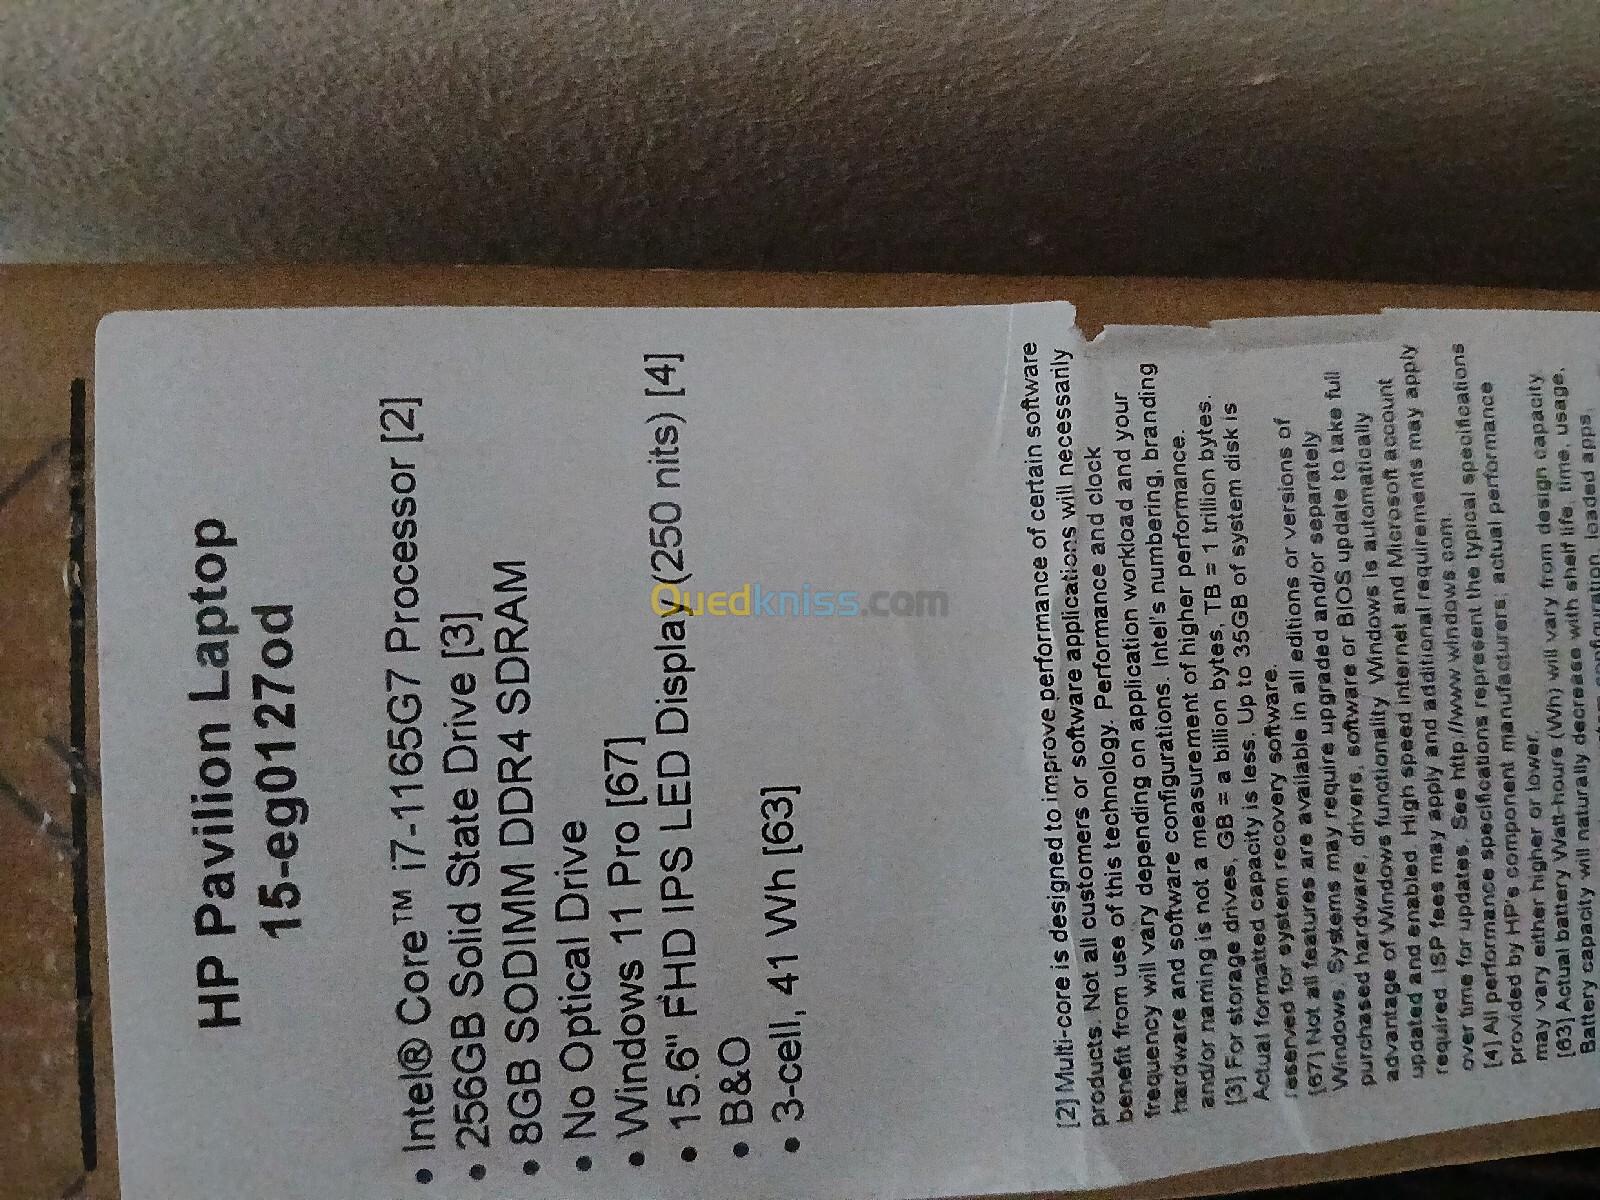 HP Pavilion Laptop
15-eg0127od
• Intel® Core™ i7-1165G7 Processor [2]
• 256GB Solid State Drive [3]
• 8GB SODIMM DDR4 SDRAM
• No Optical Drive
• Windows 11 Pro [67]
• 15.6" FHD IPS LED Display(250 nits) [4]
• B&O
• 3-cell, 41 Wh [63]
Ouedkniss.com
[2] Multi-core is designed to improve performance of certain software
products. Not all customers or software applications will necessarily
benefit from use of this technology. Performance and clock
frequency will vary depending on application workload and your
hardware and software configurations. Intel's numbering, branding
and/or naming is not a measurement of higher performance.
[3] For storage drives, GB = a billion bytes, TB = 1 trillion bytes.
Actual formatted capacity is less. Up to 35GB of system disk is
reserved for system recovery software.
[67] Not all features are available in all editions or versions of
Windows. Systems may require upgraded and/or separately
purchased hardware, drivers, software or BIOS update to take full
advantage of Windows functionality. Windows is automatically
updated and enabled. High speed internet and Microsoft account
required. ISP fees may apply and additional requirements may apply
over time for updates. See http://www.windows.com.
[4] All performance specifications represent the typical specifications
provided by HP's component manufacturers; actual performance
may vary either higher or lower.
[63] Actual battery Watt-hours (Wh) will vary from design capacity.
Battery capacity will naturally decrease with shelf life, time, usage,
configuration, loaded apps,